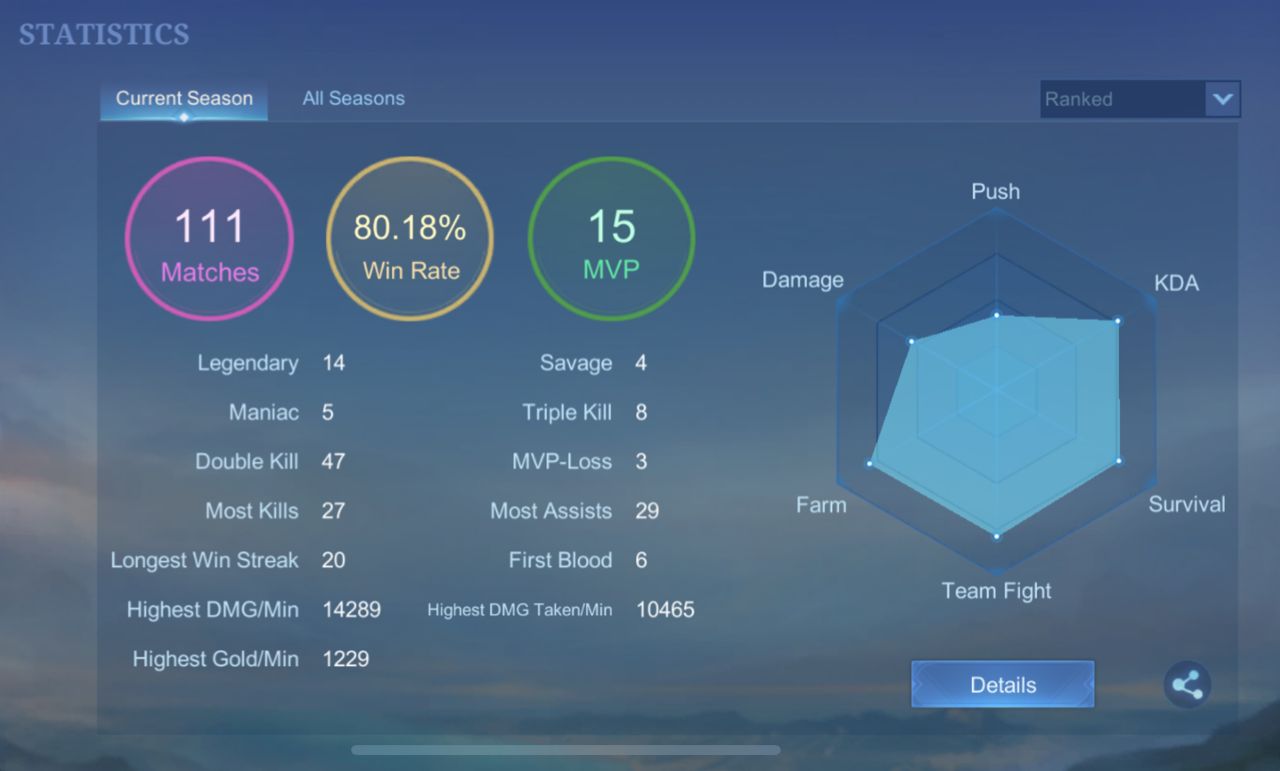 STATISTICS
Current Season
All Seasons
Ranked
111
Matches
80.18%
Win Rate
15
MVP
Legendary 14
Savage 4
Maniac 5
Triple Kill 8
Double Kill 47
MVP-Loss 3
Most Kills 27
Most Assists 29
Longest Win Streak 20
First Blood 6
Highest DMG/Min 14289
Highest DMG Taken/Min 10465
Highest Gold/Min 1229
Push
Damage
KDA
Farm
Survival
Team Fight
Details